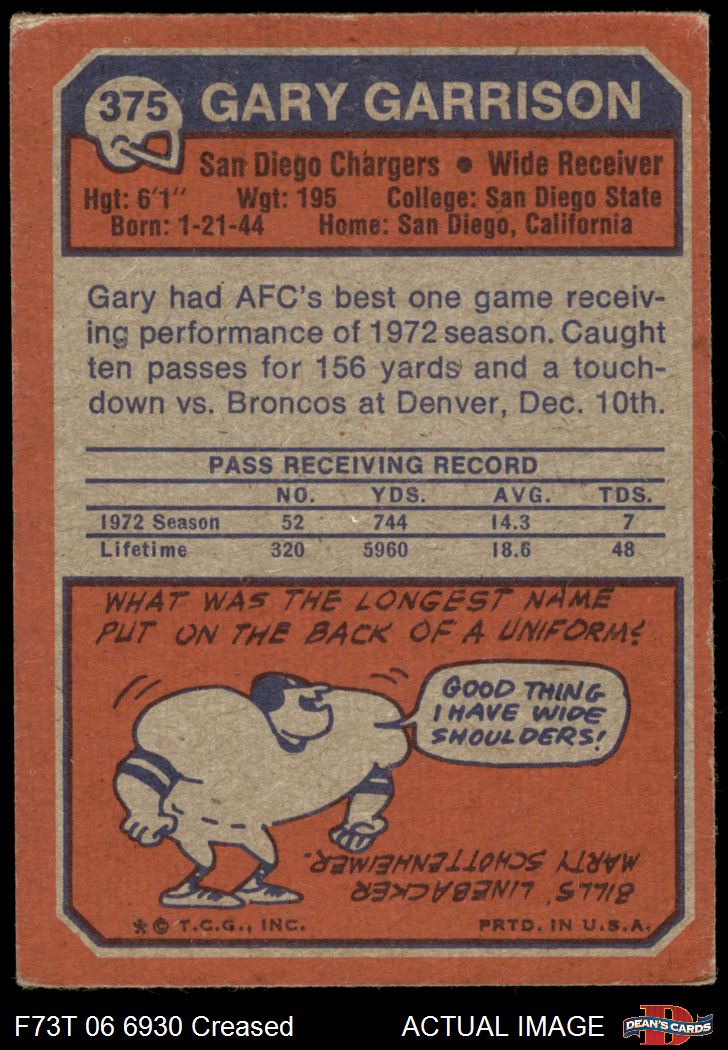 375
GARY GARRISON
San Diego Chargers • Wide Receiver
Hgt: 6'1" Wgt: 195 College: San Diego State
Born: 1-21-44 Home: San Diego, California
Gary had AFC's best one game receiv-
ing performance of 1972 season. Caught
ten passes for 156 yards and a touch-
down vs. Broncos at Denver, Dec. 10th.
PASS RECEIVING RECORD
NO. YDS. AVG. TDS.
1972 Season 52 744 14.3 7
Lifetime 320 5960 18.6 48
WHAT WAS THE LONGEST NAME
PUT ON THE BACK OF A UNIFORM?
GOOD THING
I HAVE WIDE
SHOULDERS!
BILLS' LINEBACKER
MARTY SCHOTTENHEIMER.
* © T.C.G., INC. PRTD. IN U.S.A.
F73T 06 6930 Creased ACTUAL IMAGE
D
DEAN'S CARDS